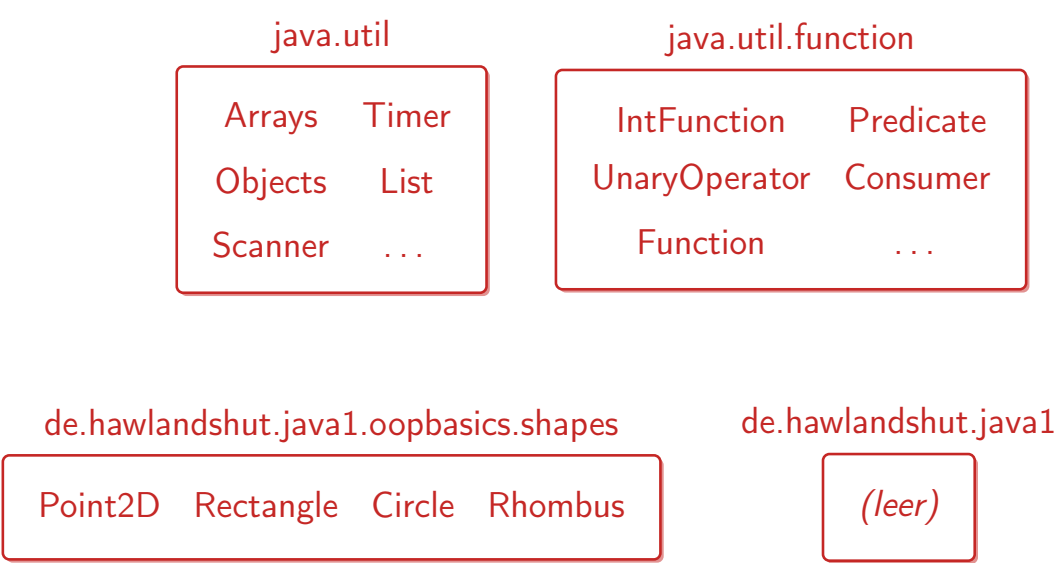 java.util
Arrays Timer
Objects List
Scanner ...
java.util.function
IntFunction Predicate
UnaryOperator Consumer
Function ...
de.hawlandshut.java1.oopbasics.shapes
Point2D Rectangle Circle Rhombus
de.hawlandshut.java1
(leer)